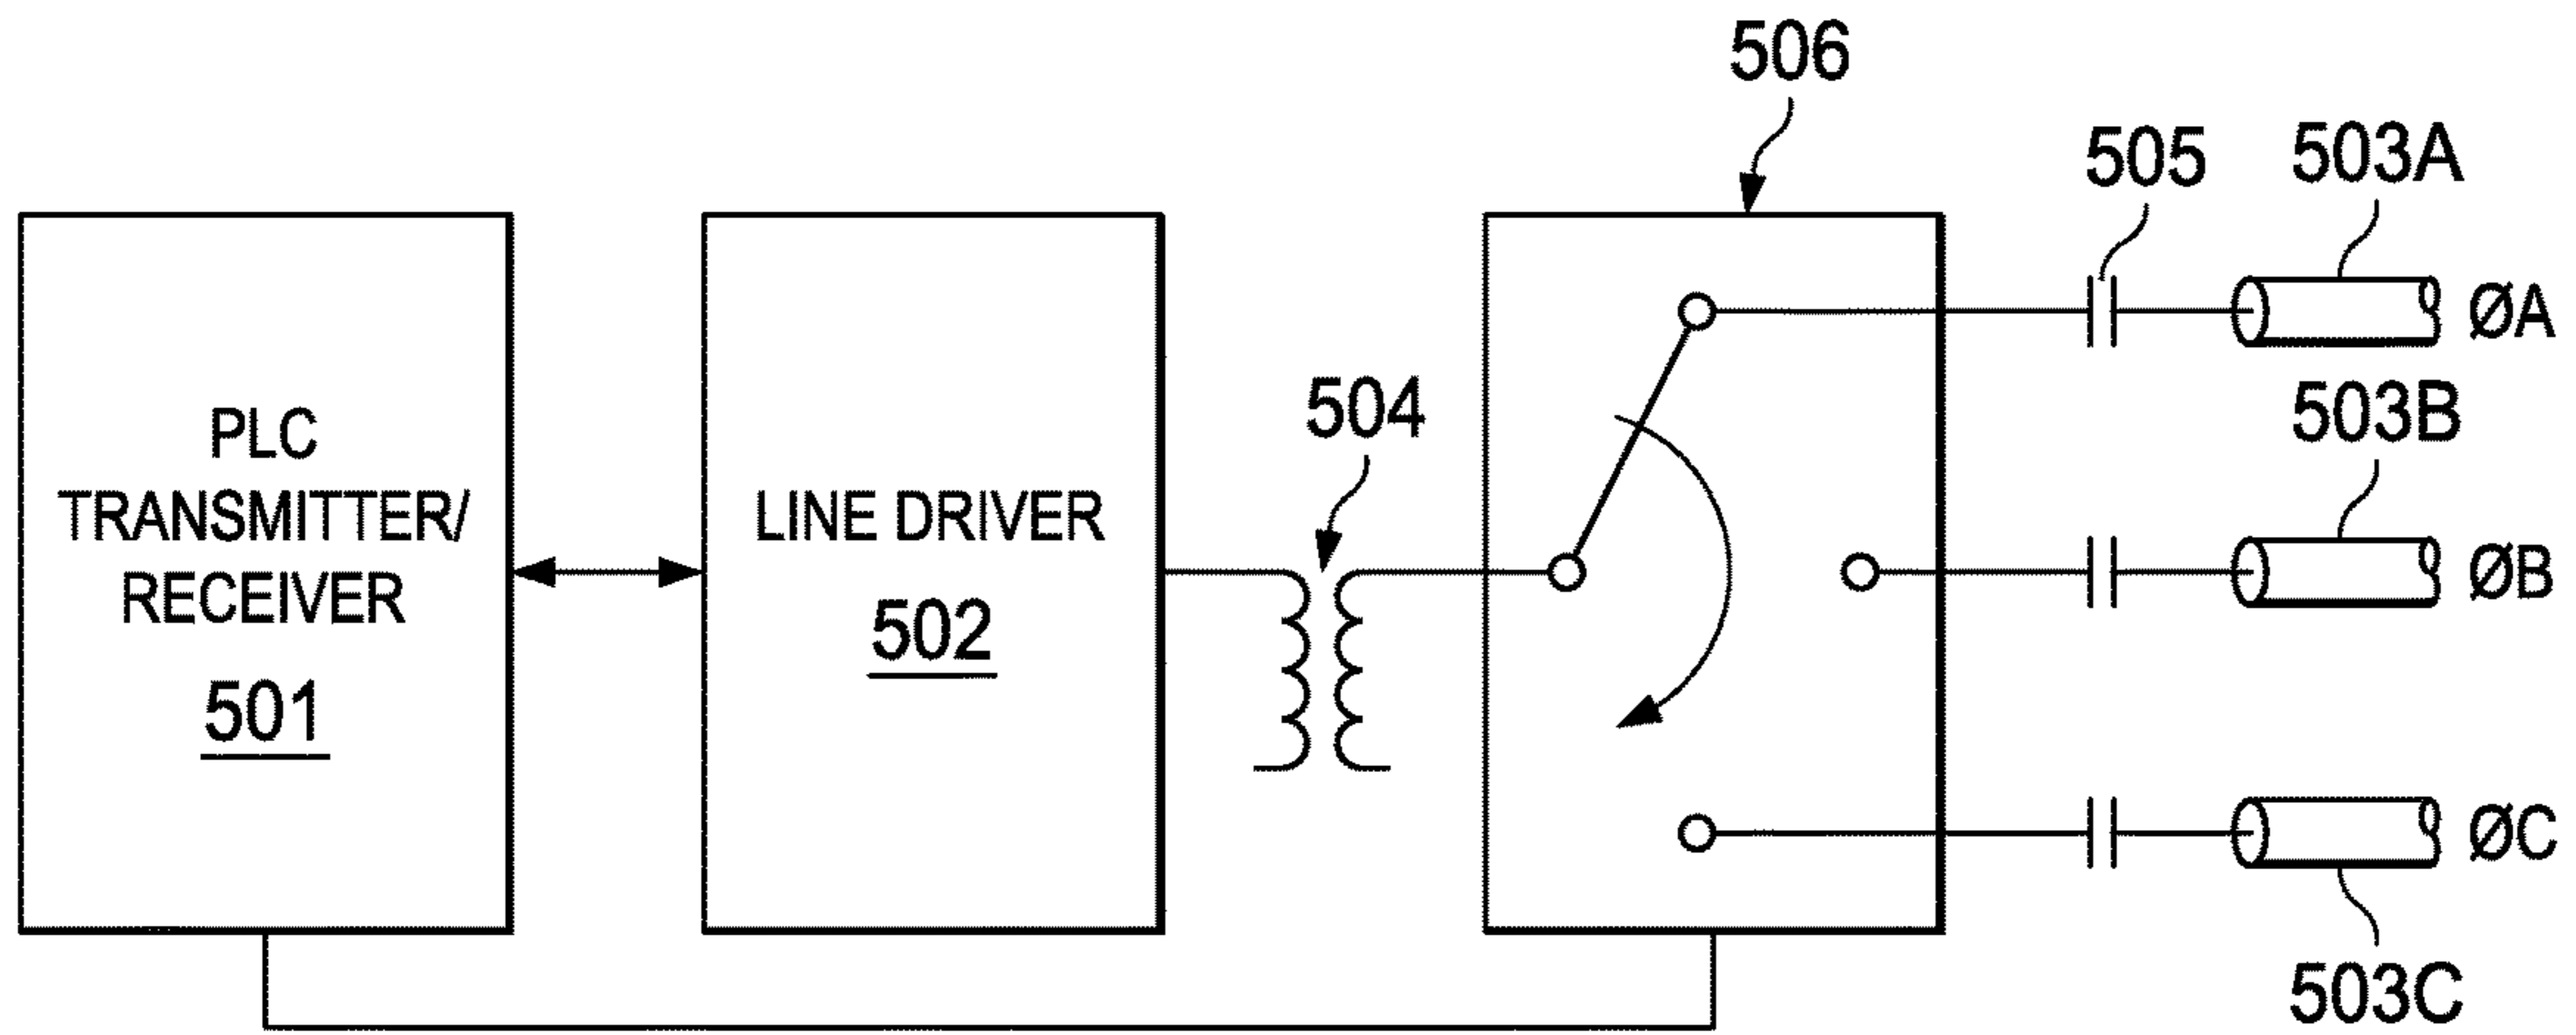 506
505
503A
ØA
504
503B
PLC
TRANSMITTER/
RECEIVER
501
LINE DRIVER
502
ØB
ØC
503C